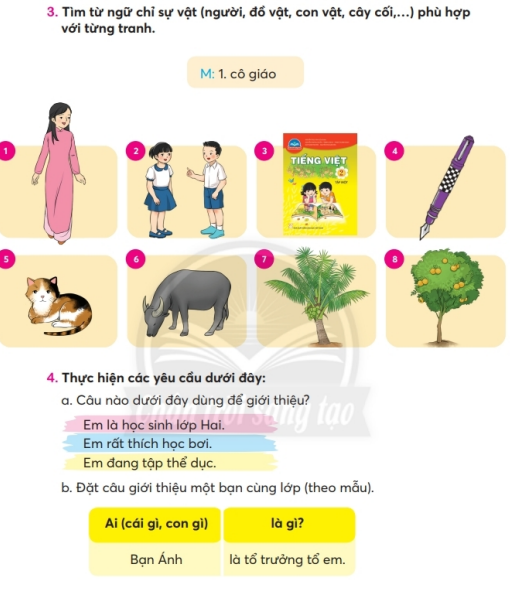 3. Tìm từ ngữ chỉ sự vật (người, đồ vật, con vật, cây cối,...) phù hợp
với từng tranh.
M: 1. cô giáo
1
2
3
TIẾNG VIỆT
2
4
5
6
7
8
4. Thực hiện các yêu cầu dưới đây:
a. Câu nào dưới đây dùng để giới thiệu?
Chân trời sáng tạo
Em là học sinh lớp Hai.
Em rất thích học bơi.
Em đang tập thể dục.
b. Đặt câu giới thiệu một bạn cùng lớp (theo mẫu).
Ai (cái gì, con gì) là gì?
Bạn Ánh là tổ trưởng tổ em.